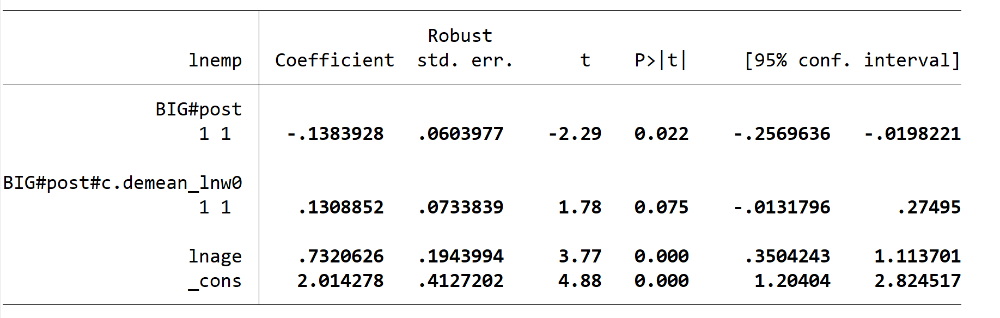 Robust
lnemp Coefficient std. err. t P>|t| [95% conf. interval]
BIG#post
1 1 -.1383928 .0603977 -2.29 0.022 -.2569636 -.0198221
BIG#post#c.demean_lnw0
1 1 .1308852 .0733839 1.78 0.075 -.0131796 .27495
lnage .7320626 .1943994 3.77 0.000 .3504243 1.113701
_cons 2.014278 .4127202 4.88 0.000 1.20404 2.824517